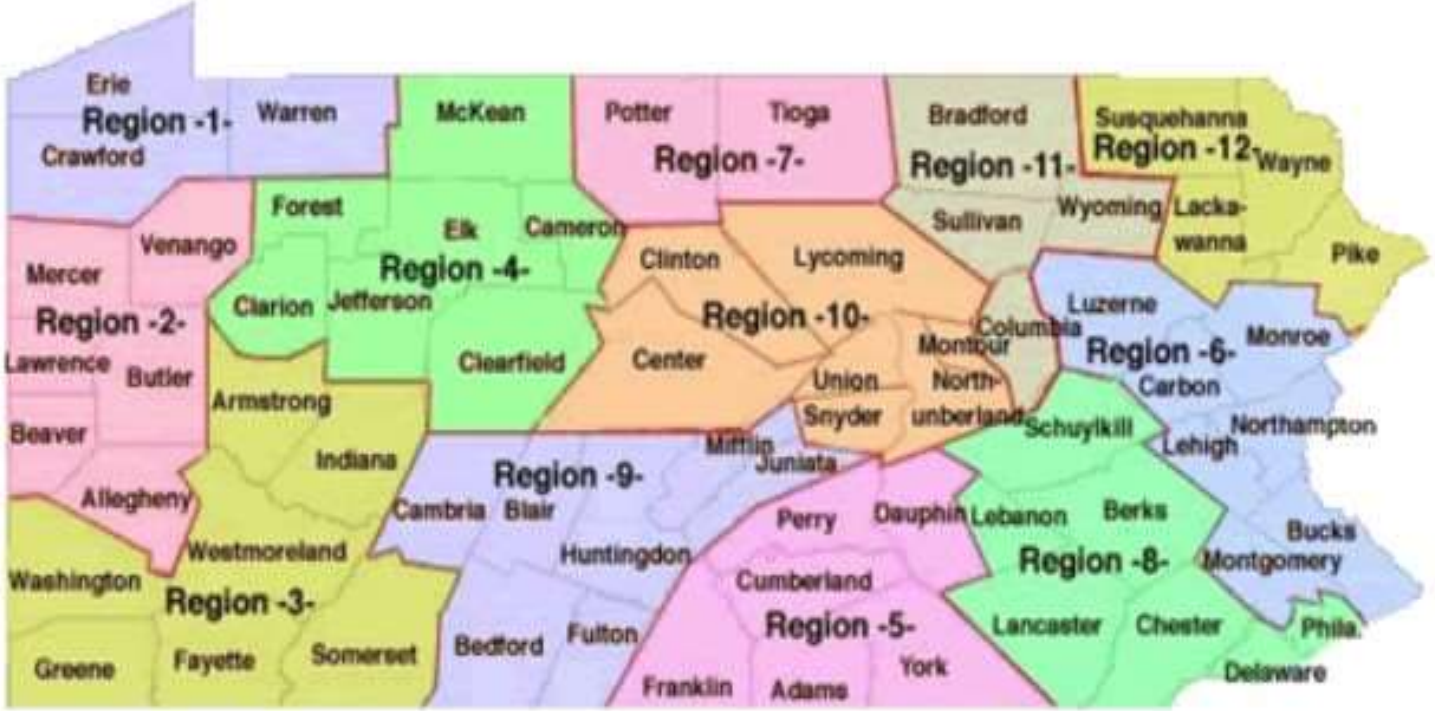 Erie
Region -1-
Warren
Crawford
McKean
Potter
Tioga
Region -7-
Bradford
Region -11-
Susquehanna
Region -12-
Wayne
Forest
Elk
Cameron
Region -4-
Clarion
Jefferson
Clearfield
Venango
Mercer
Region -2-
Lawrence
Butler
Beaver
Allegheny
Clinton
Lycoming
Region -10-
Center
Union
Snyder
Montour
North-
unberland
Sullivan
Wyoming
Columbia
Lacka-
wanna
Pike
Luzerne
Region -6-
Monroe
Carbon
Northampton
Lehigh
Bucks
Montgomery
Armstrong
Indiana
Westmoreland
Washington
Region -3-
Greene
Fayette
Somerset
Mifflin
Juniata
Region -9-
Cambria
Blair
Huntingdon
Bedford
Fulton
Perry
Dauphin
Cumberland
Region -5-
Franklin
Adams
York
Schuylkill
Lebanon
Berks
Region -8-
Lancaster
Chester
Phila.
Delaware